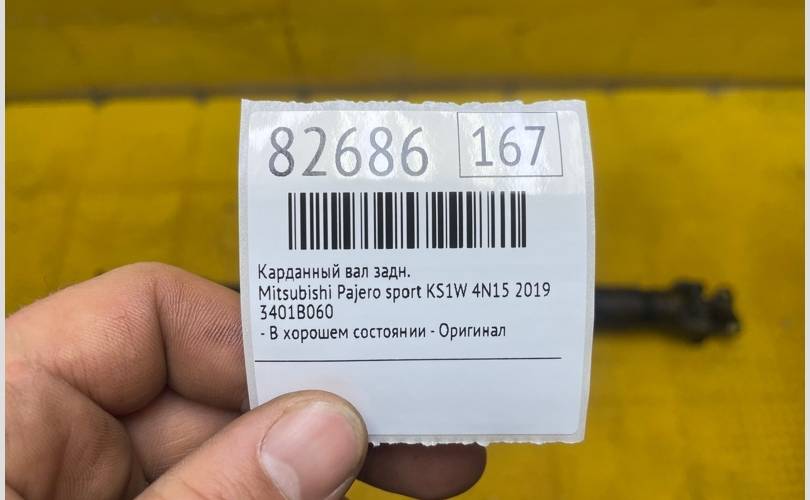 82686 167
Карданный вал задн.
Mitsubishi Pajero sport KS1W 4N15 2019
3401B060
- В хорошем состоянии - Оригинал